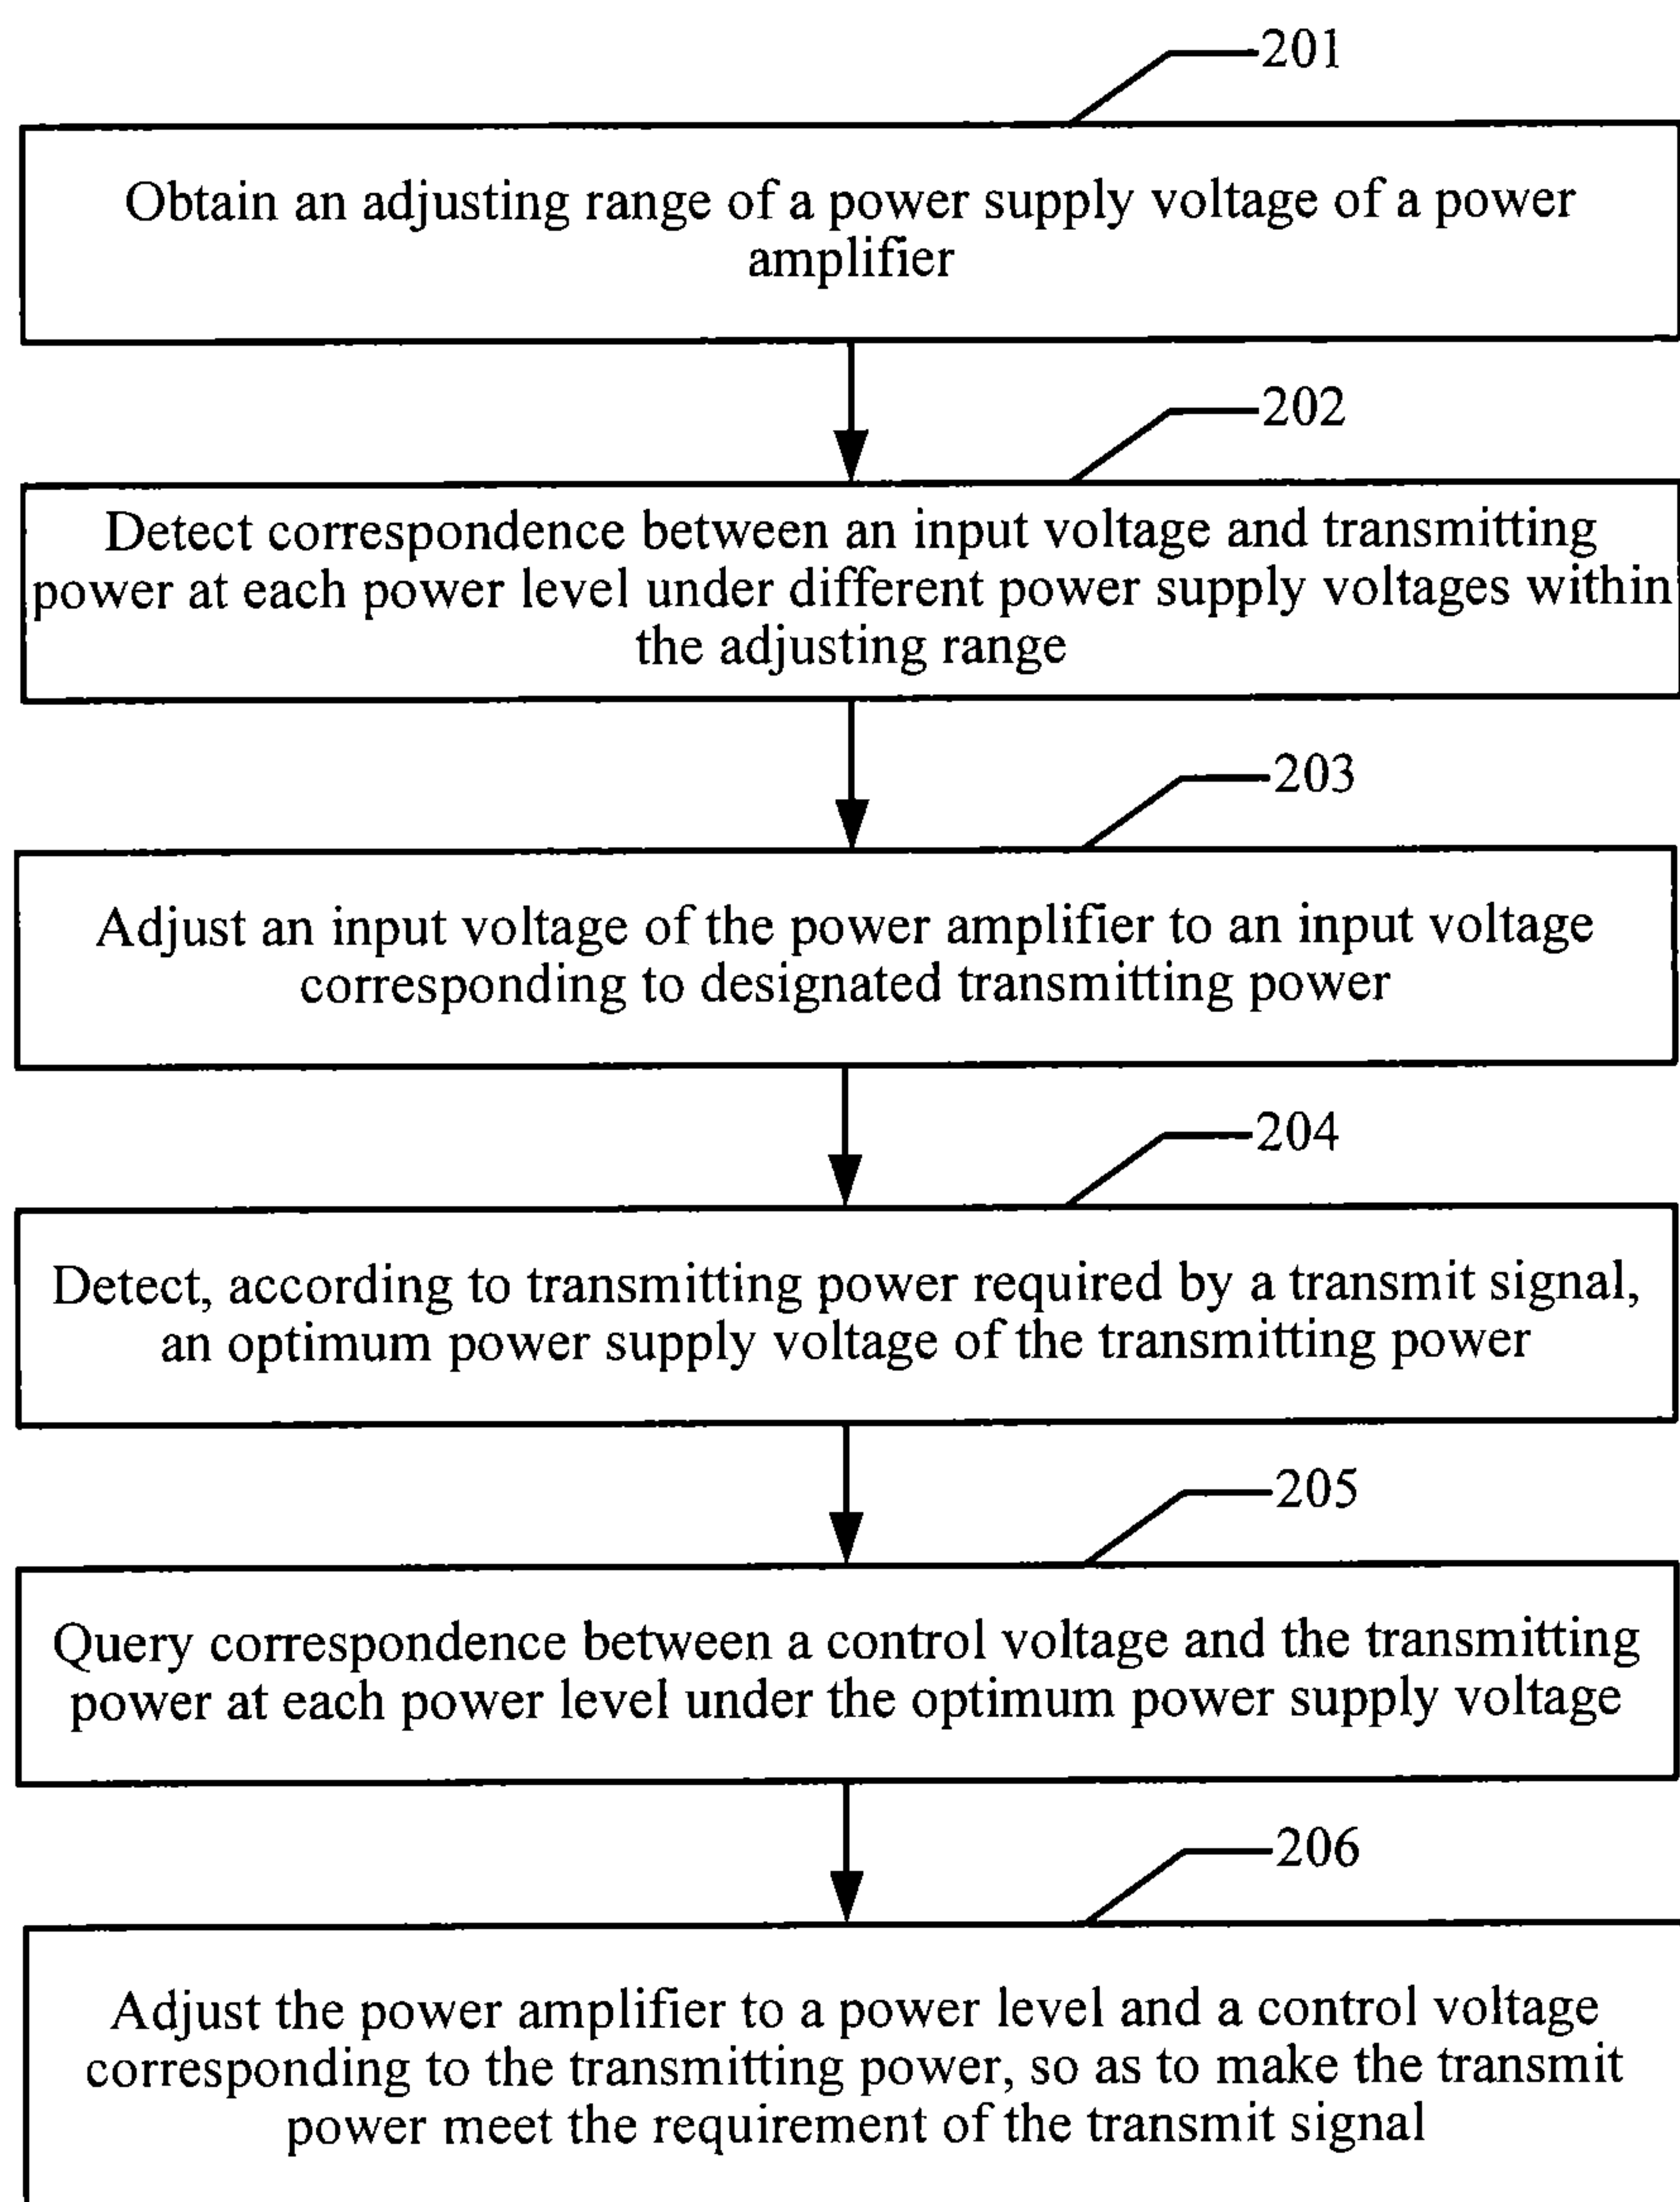 201
Obtain an adjusting range of a power supply voltage of a power
amplifier
202
Detect correspondence between an input voltage and transmitting
power at each power level under different power supply voltages within
the adjusting range
203
Adjust an input voltage of the power amplifier to an input voltage
corresponding to designated transmitting power
204
Detect, according to transmitting power required by a transmit signal,
an optimum power supply voltage of the transmitting power
205
Query correspondence between a control voltage and the transmitting
power at each power level under the optimum power supply voltage
206
Adjust the power amplifier to a power level and a control voltage
corresponding to the transmitting power, so as to make the transmit
power meet the requirement of the transmit signal